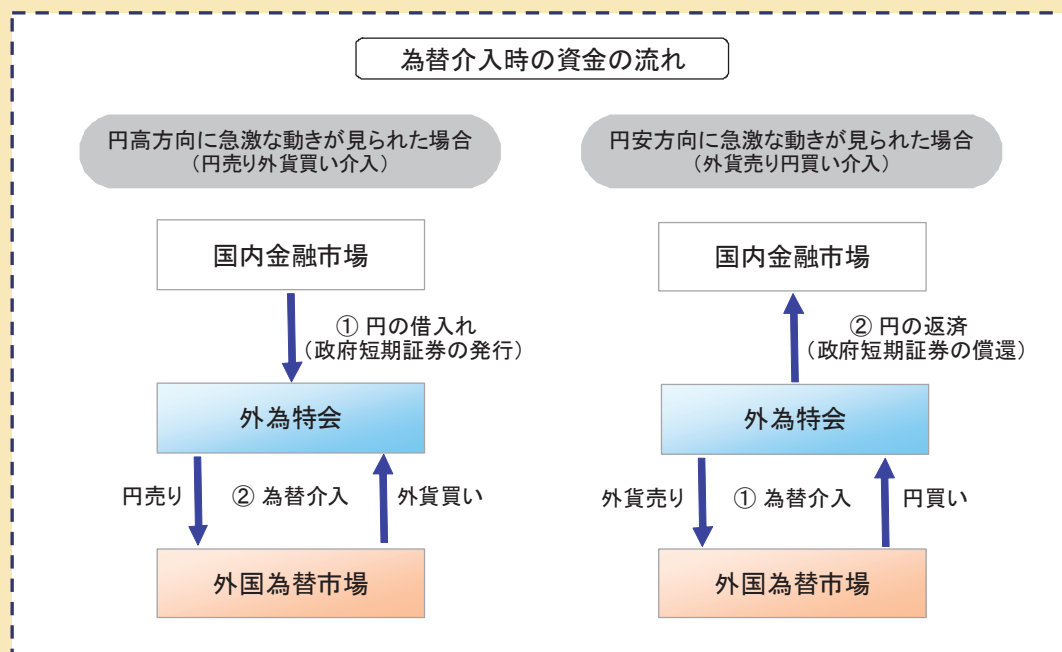 為替介入時の資金の流れ
円高方向に急激な動きが見られた場合
（円売り外貨買い介入）
国内金融市場
① 円の借入れ
（政府短期証券の発行）
外為特会
円売り
② 為替介入
外貨買い
外国為替市場
円安方向に急激な動きが見られた場合
（外貨売り円買い介入）
国内金融市場
② 円の返済
（政府短期証券の償還）
外為特会
外貨売り
① 為替介入
円買い
外国為替市場